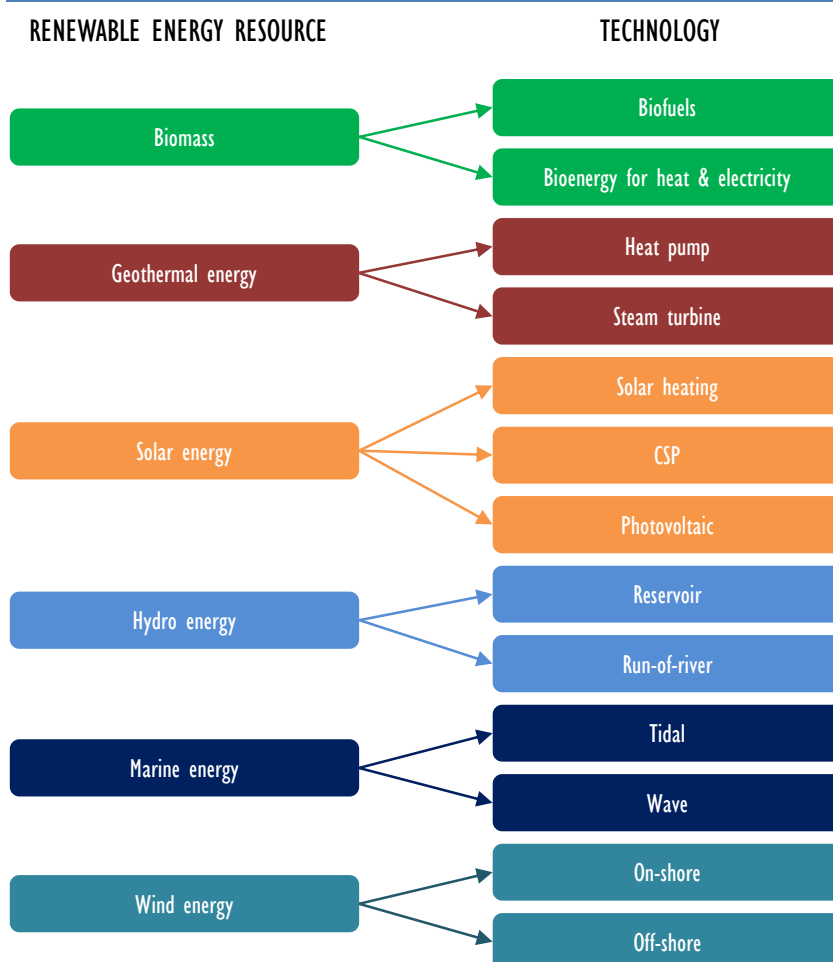 RENEWABLE ENERGY RESOURCE
TECHNOLOGY
Biomass
Biofuels
Bioenergy for heat & electricity
Geothermal energy
Heat pump
Steam turbine
Solar energy
Solar heating
CSP
Photovoltaic
Hydro energy
Reservoir
Run-of-river
Marine energy
Tidal
Wave
Wind energy
On-shore
Off-shore